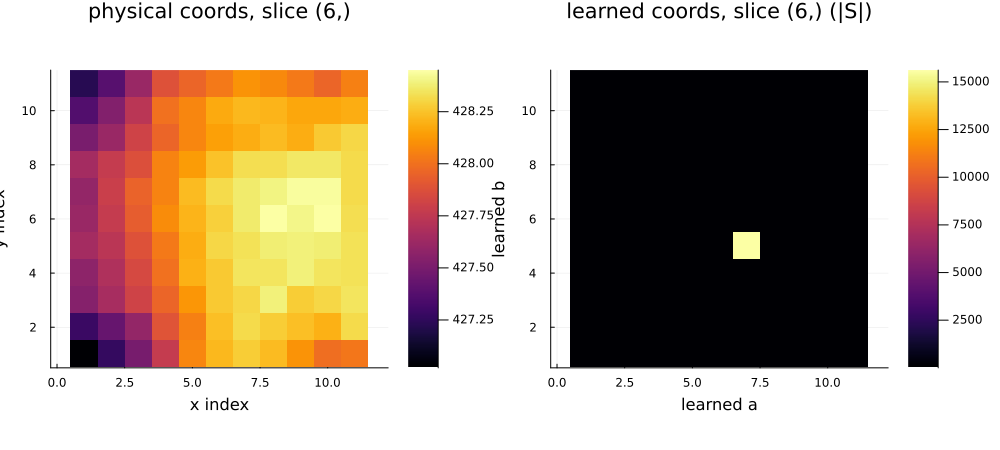 physical coords, slice (6,)
learned coords, slice (6,) (|S|)
10
8
6
4
2
0.0 2.5 5.0 7.5 10.0
x index
y index
428.25
428.00
427.75
427.50
427.25
learned b
10
8
6
4
2
0.0 2.5 5.0 7.5 10.0
learned a
15000
12500
10000
7500
5000
2500